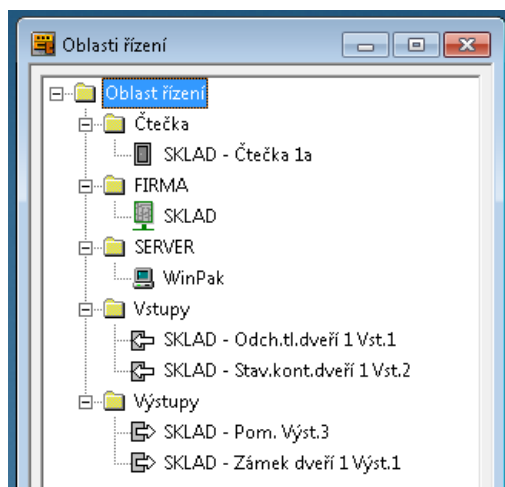 Oblasti řízení
Oblast řízení
Čtečka
SKLAD - Čtečka 1a
FIRMA
SKLAD
SERVER
WinPak
Vstupy
SKLAD - Odch.tl.dveří 1 Vst.1
SKLAD - Stav.kont.dveří 1 Vst.2
Výstupy
SKLAD - Pom. Výst.3
SKLAD - Zámek dveří 1 Výst.1